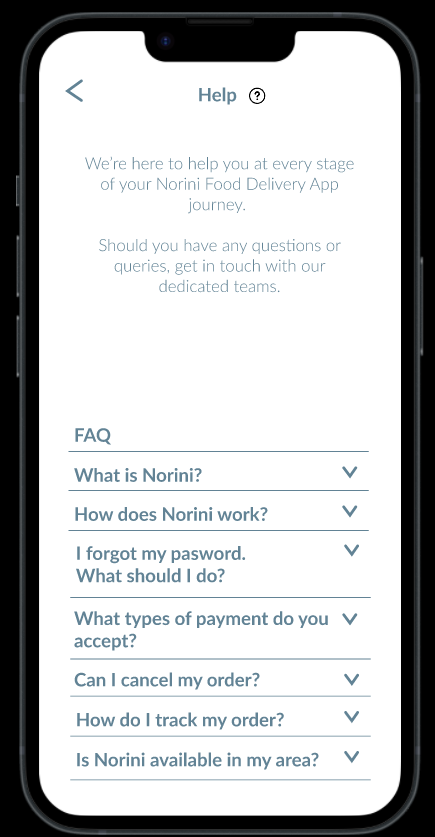 Help ?
We're here to help you at every stage
of your Norini Food Delivery App
journey.
Should you have any questions or
queries, get in touch with our
dedicated teams.
FAQ
What is Norini?
How does Norini work?
I forgot my pasword.
What should I do?
What types of payment do you
accept?
Can I cancel my order?
How do I track my order?
Is Norini available in my area?